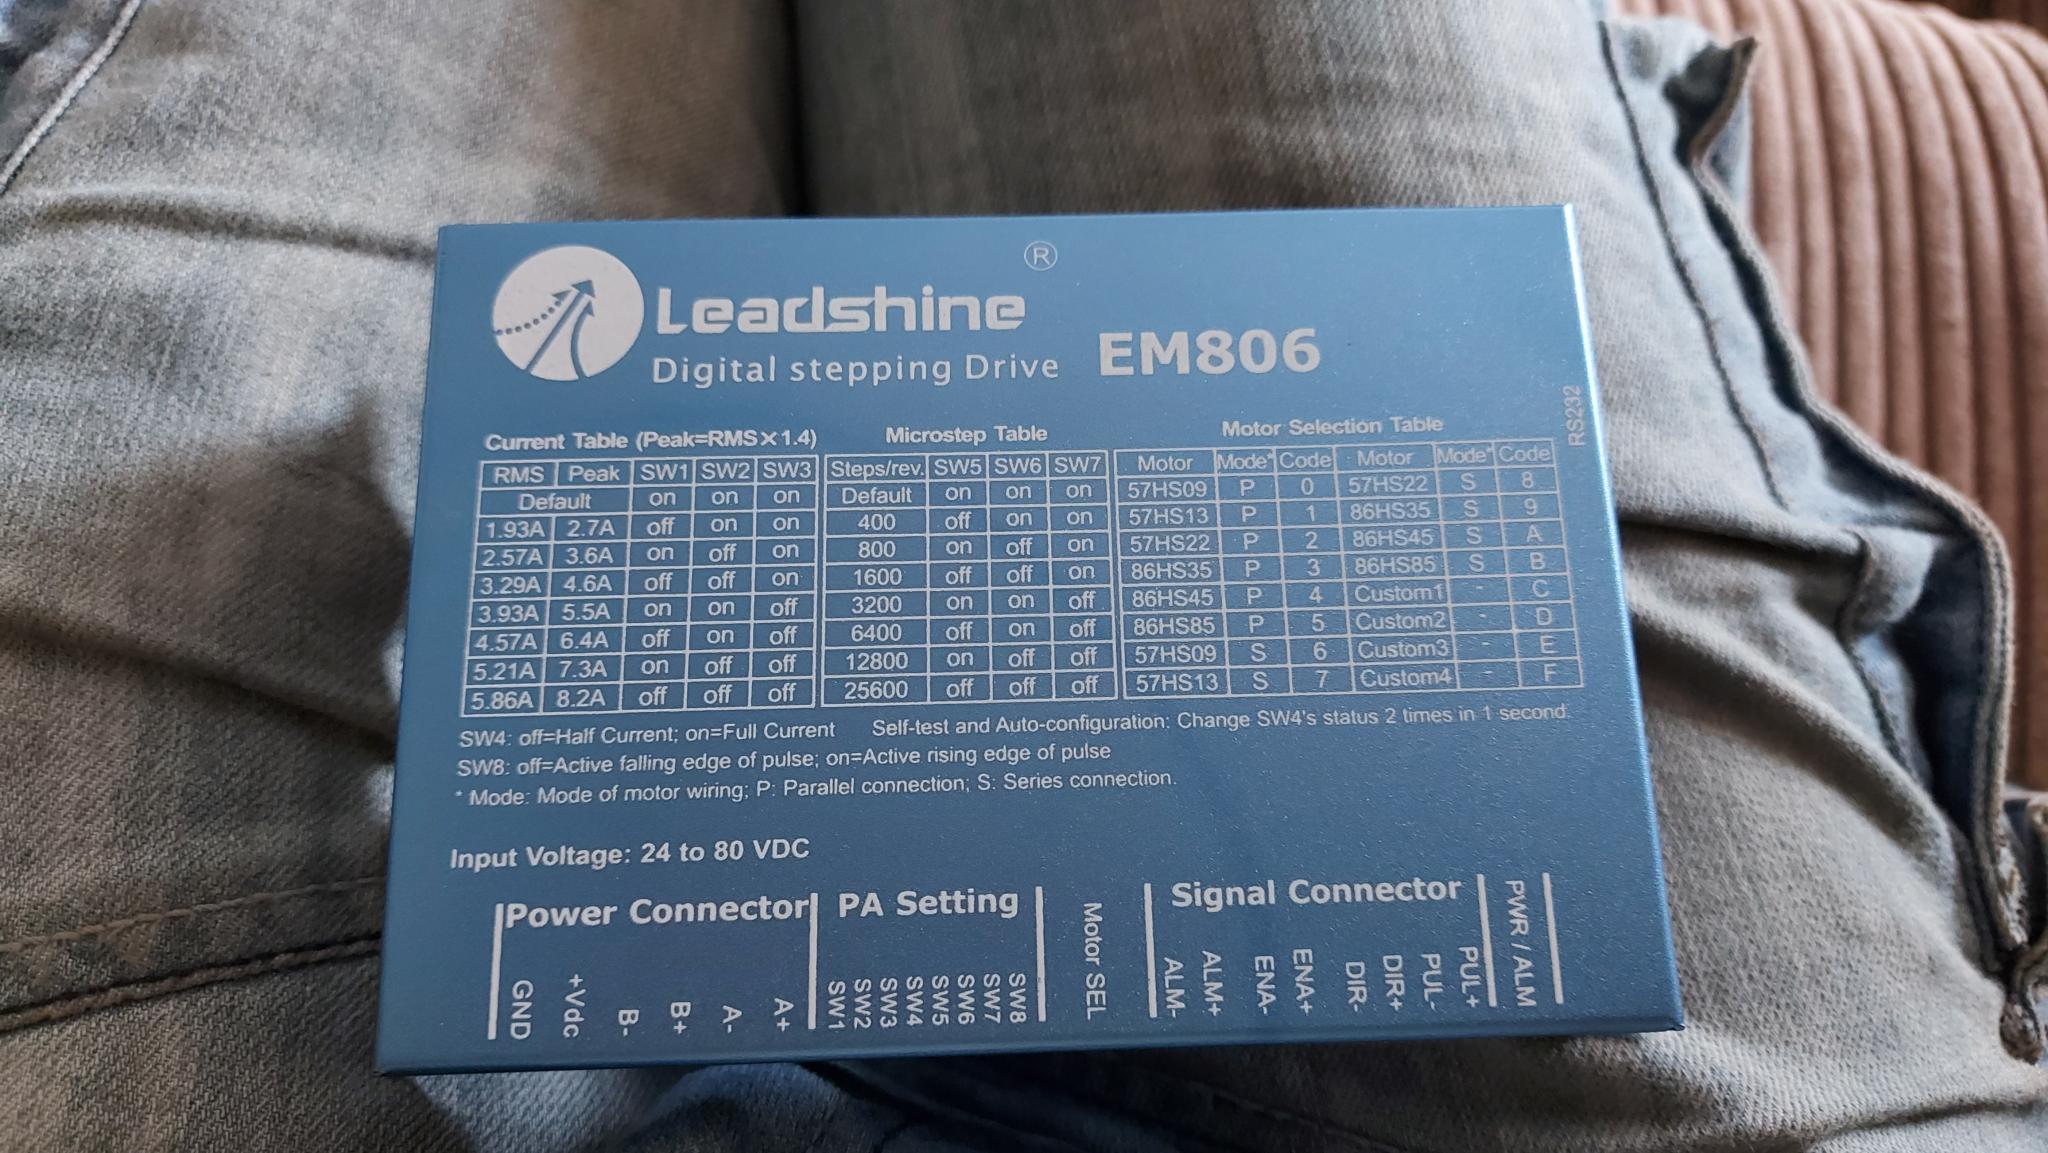 ®
Leadshine
Digital stepping Drive EM806
RS232
Current Table (Peak=RMS×1.4)
RMS Peak SW1 SW2 SW3
Default on on on
1.93A 2.7A off on on
2.57A 3.6A on off on
3.29A 4.6A off off on
3.93A 5.5A on on off
4.57A 6.4A off on off
5.21A 7.3A on off off
5.86A 8.2A off off off
Microstep Table
Steps/rev. SW5 SW6 SW7
Default on on on
400 off on on
800 on off on
1600 off off on
3200 on on off
6400 off on off
12800 on off off
25600 off off off
Motor Selection Table
Motor Mode* Code Motor Mode* Code
57HS09 P 0 57HS22 S 8
57HS13 P 1 86HS35 S 9
57HS22 P 2 86HS45 S A
86HS35 P 3 86HS85 S B
86HS45 P 4 Custom1 - C
86HS85 P 5 Custom2 - D
57HS09 S 6 Custom3 - E
57HS13 S 7 Custom4 - F
SW4: off=Half Current; on=Full Current Self-test and Auto-configuration: Change SW4's status 2 times in 1 second.
SW8: off=Active falling edge of pulse; on=Active rising edge of pulse
* Mode: Mode of motor wiring; P: Parallel connection; S: Series connection.
Input Voltage: 24 to 80 VDC
Power Connector
GND
+Vdc
B-
B+
A-
A+
PA Setting
SW1
SW2
SW3
SW4
SW5
SW6
SW7
SW8
Motor SEL
Signal Connector
ALM-
ALM+
ENA-
ENA+
DIR-
DIR+
PUL-
PUL+
PWR / ALM